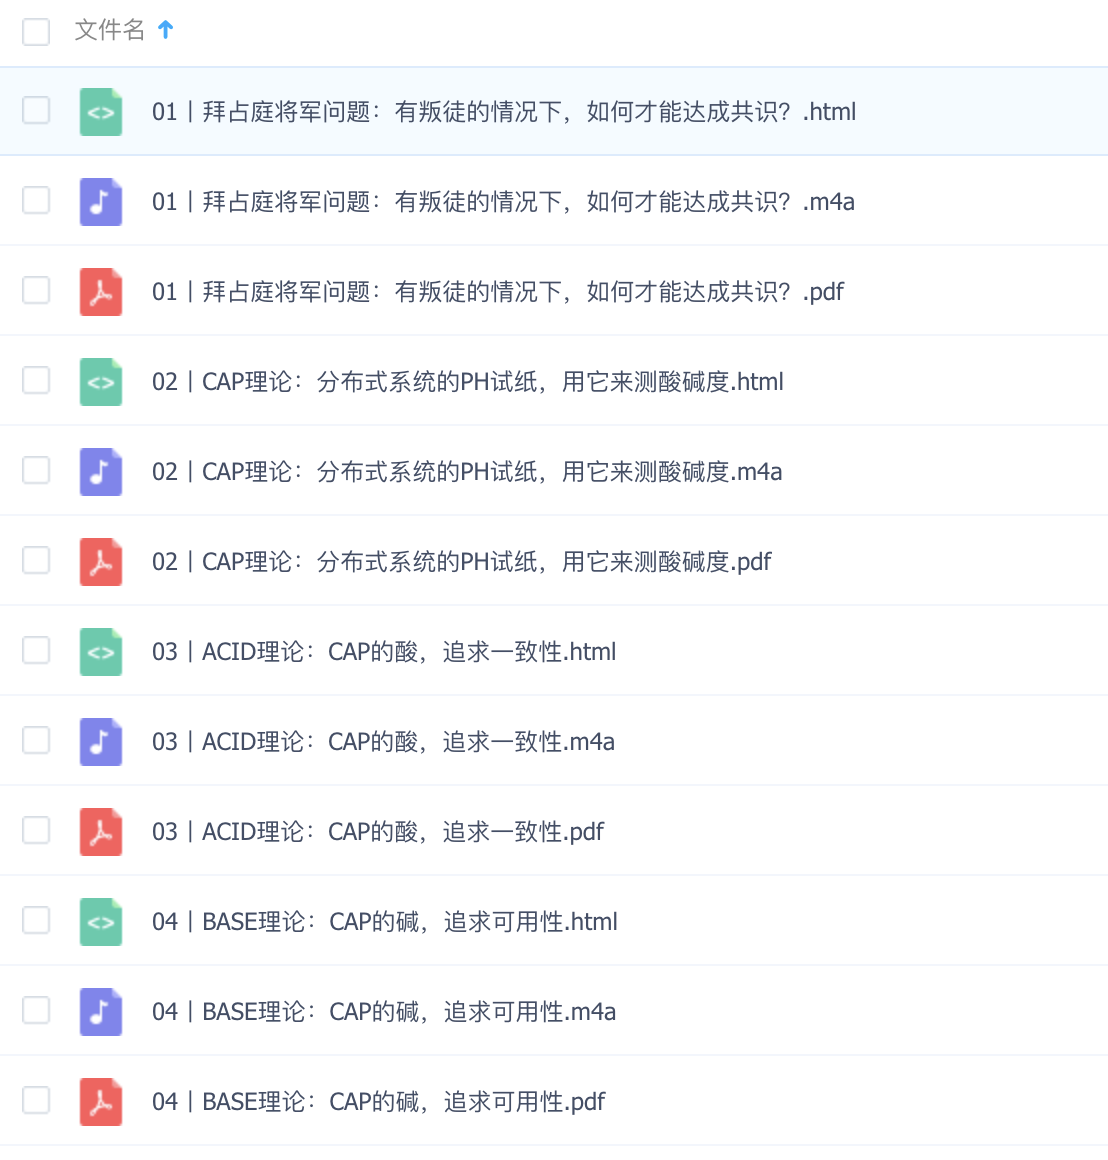 文件名
01丨拜占庭将军问题：有叛徒的情况下，如何才能达成共识？.html
01丨拜占庭将军问题：有叛徒的情况下，如何才能达成共识？.m4a
01丨拜占庭将军问题：有叛徒的情况下，如何才能达成共识？.pdf
02丨CAP理论：分布式系统的PH试纸，用它来测酸碱度.html
02丨CAP理论：分布式系统的PH试纸，用它来测酸碱度.m4a
02丨CAP理论：分布式系统的PH试纸，用它来测酸碱度.pdf
03丨ACID理论：CAP的酸，追求一致性.html
03丨ACID理论：CAP的酸，追求一致性.m4a
03丨ACID理论：CAP的酸，追求一致性.pdf
04丨BASE理论：CAP的碱，追求可用性.html
04丨BASE理论：CAP的碱，追求可用性.m4a
04丨BASE理论：CAP的碱，追求可用性.pdf